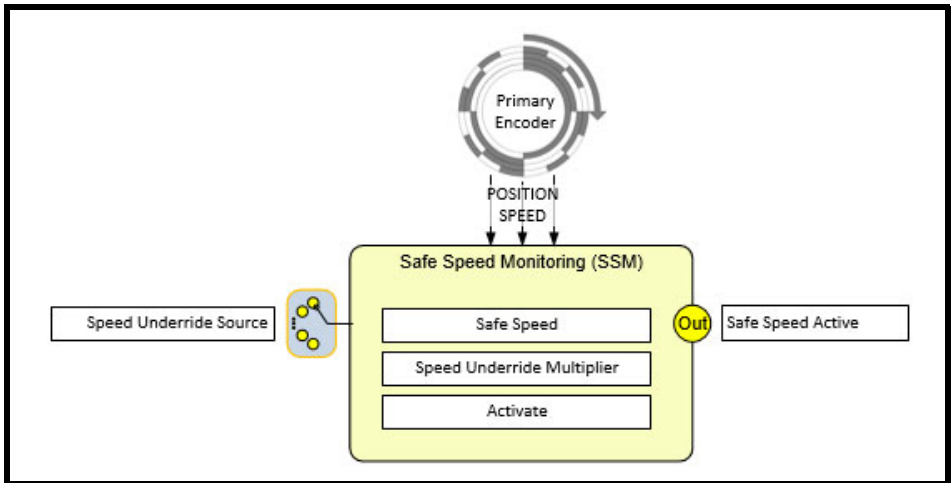 Primary
Encoder
POSITION
SPEED
Safe Speed Monitoring (SSM)
Speed Underride Source
Safe Speed
Out
Safe Speed Active
Speed Underride Multiplier
Activate